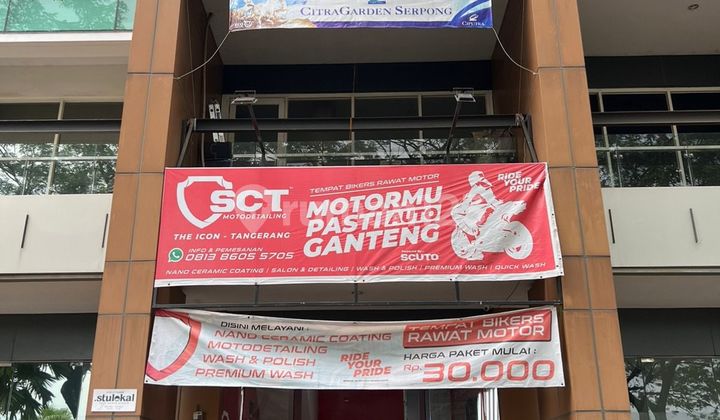 CITRAGARDEN SERPONG
CIPUTRA
SCT
MOTODETAILING
THE ICON - TANGERANG
INFO & PEMESANAN
0813 8605 5705
TEMPAT BIKERS RAWAT MOTOR
MOTORMU
PASTI AUTO
GANTENG
SCUTO
RIDE
YOUR
PRIDE
NANO CERAMIC COATING / SALON & DETAILING / WASH & POLISH / PREMIUM WASH / QUICK WASH
DISINI MELAYANI :
NANO CERAMIC COATING
MOTODETAILING
WASH & POLISH
PREMIUM WASH
RIDE
YOUR
PRIDE
TEMPAT BIKERS
RAWAT MOTOR
HARGA PAKET MULAI :
Rp. 30.000
.stulokal